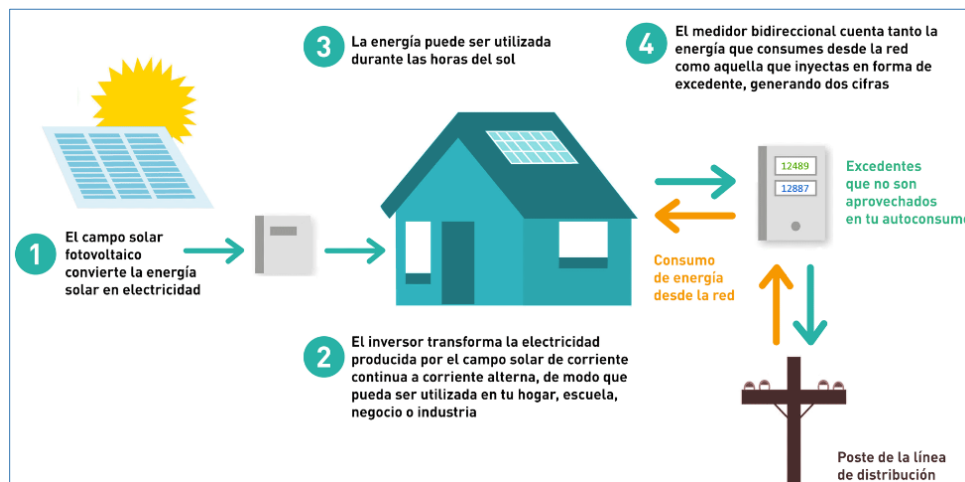 1
El campo solar
fotovoltaico
convierte la energía
solar en electricidad
2
El inversor transforma la electricidad
producida por el campo solar de corriente
continua a corriente alterna, de modo que
pueda ser utilizada en tu hogar, escuela,
negocio o industria
3
La energía puede ser utilizada
durante las horas del sol
4
El medidor bidireccional cuenta tanto la
energía que consumes desde la red
como aquella que inyectas en forma de
excedente, generando dos cifras
12489
12887
Excedentes
que no son
aprovechados
en tu autoconsumo
Consumo
de energía
desde la red
Poste de la línea
de distribución